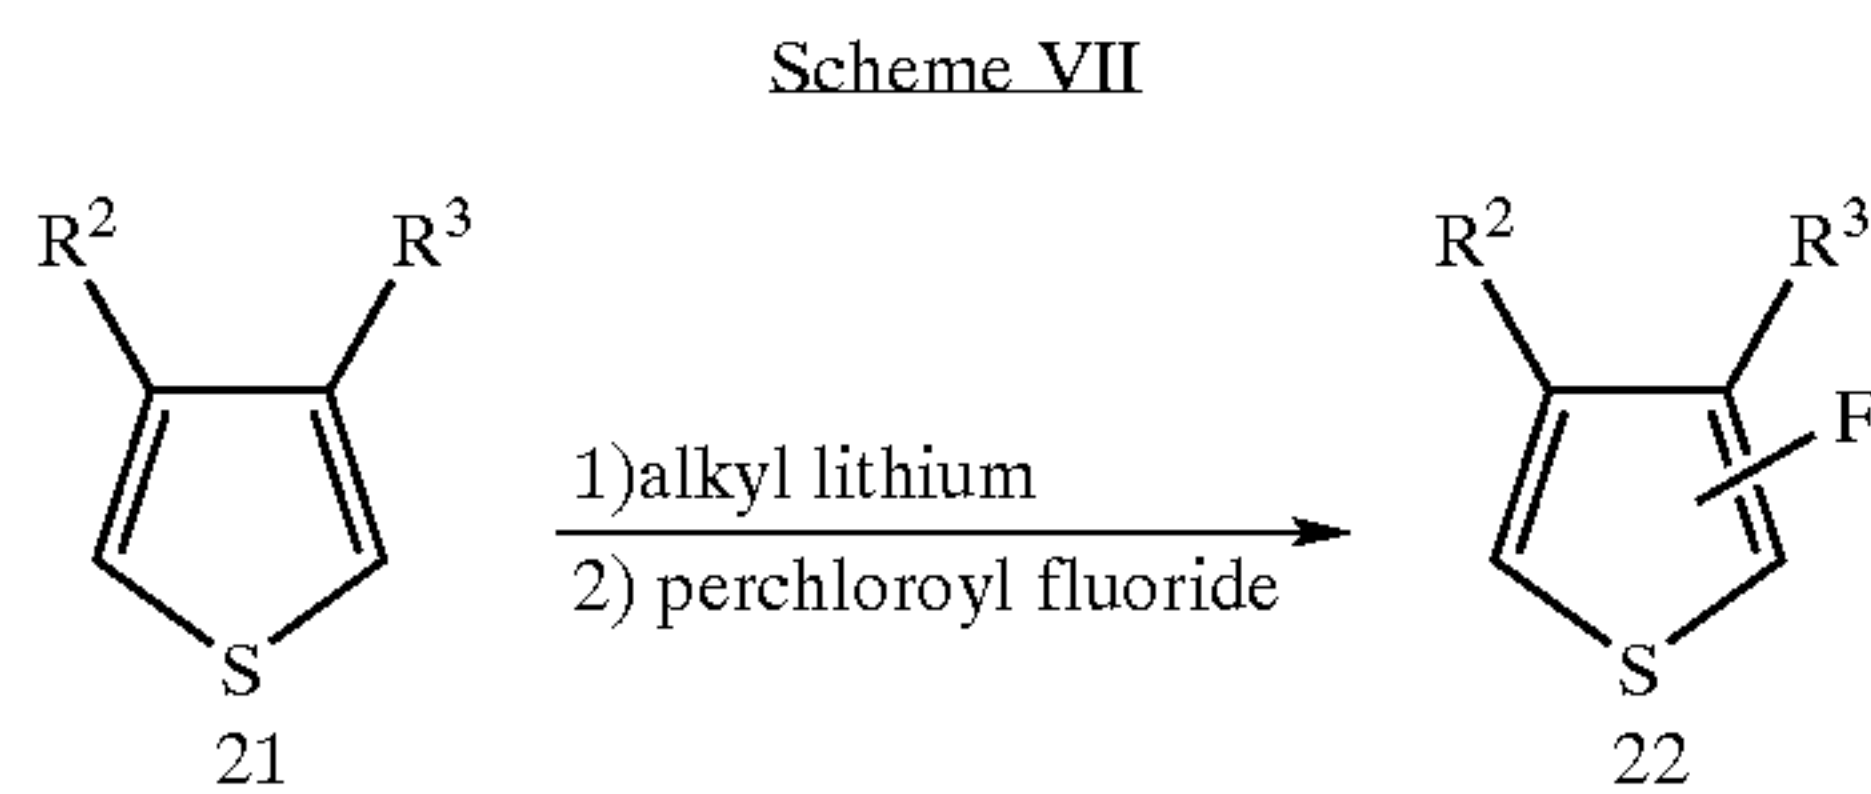 Scheme VII
R² R³ R² R³
F
1)alkyl lithium
2) perchloroyl fluoride
S S
21 22